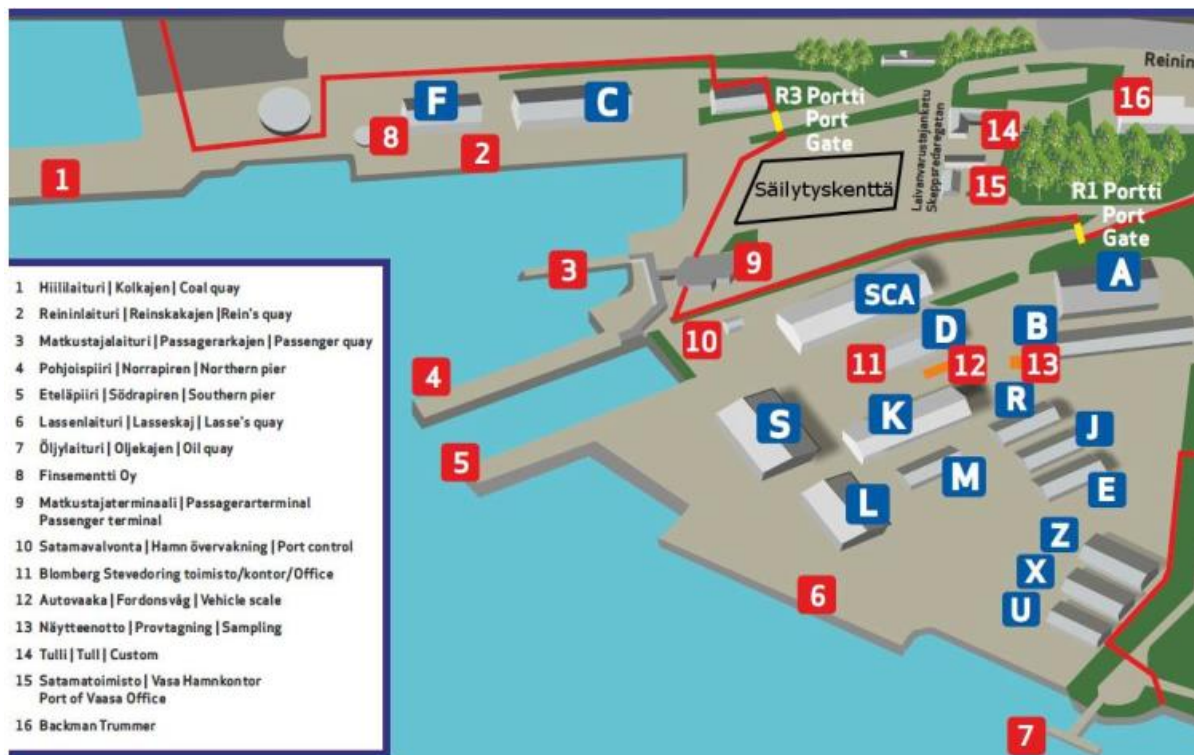 Reinin
F
C
R3 Portti
Port
Gate
16
8
2
14
1
Laivanvarustajankatu
Skeppsredaregatan
Säilytyskenttä
15
R1 Portti
Port
Gate
3
9
A
SCA
10
D
B
11
12
13
4
S
K
R
J
5
L
M
E
Z
X
6
U
7
1 Hiililaituri | Kolkajen | Coal quay
2 Reininlaituri | Reinskakajen |Rein's quay
3 Matkustajalaituri | Passagerarkajen | Passenger quay
4 Pohjoispiiri | Norrapiren | Northern pier
5 Eteläpiiri | Södrapiren | Southern pier
6 Lassenlaituri | Lasseskaj | Lasse's quay
7 Öljylaituri | Oljekajen | Oil quay
8 Finsementti Oy
9 Matkustajaterminaali | Passagerarterminal
Passenger terminal
10 Satamavalvonta | Hamn övervakning | Port control
11 Blomberg Stevedoring toimisto/kontor/Office
12 Autovaaka | Fordonsvåg | Vehicle scale
13 Näytteenotto | Provtagning | Sampling
14 Tulli | Tull | Custom
15 Satamatoimisto | Vasa Hamnkontor
Port of Vaasa Office
16 Backman Trummer